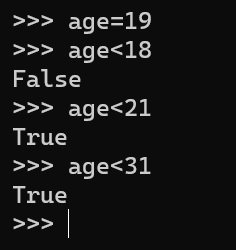 >>> age=19
>>> age<18
False
>>> age<21
True
>>> age<31
True
>>>